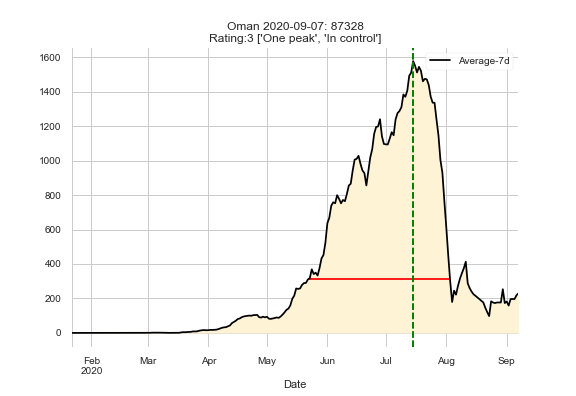 Oman 2020-09-07: 87328
Rating:3 ['One peak', 'In control']
Average-7d
1600
1400
1200
1000
800
600
400
200
0
Feb Mar Apr May Jun Jul Aug Sep
2020
Date